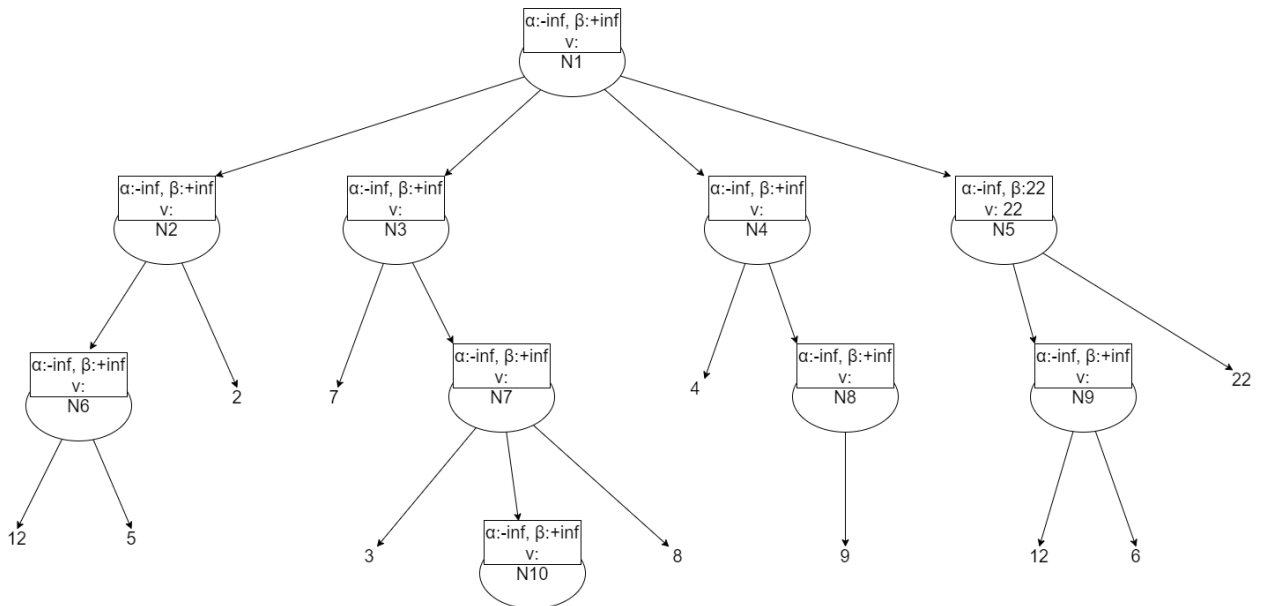 α:-inf, β:+inf
v:
N1
α:-inf, β:+inf
v:
N2
α:-inf, β:+inf
v:
N3
α:-inf, β:+inf
v:
N4
α:-inf, β:22
v: 22
N5
α:-inf, β:+inf
v:
N6
2
7
α:-inf, β:+inf
v:
N7
4
α:-inf, β:+inf
v:
N8
α:-inf, β:+inf
v:
N9
22
12
5
3
α:-inf, β:+inf
v:
N10
8
9
12
6